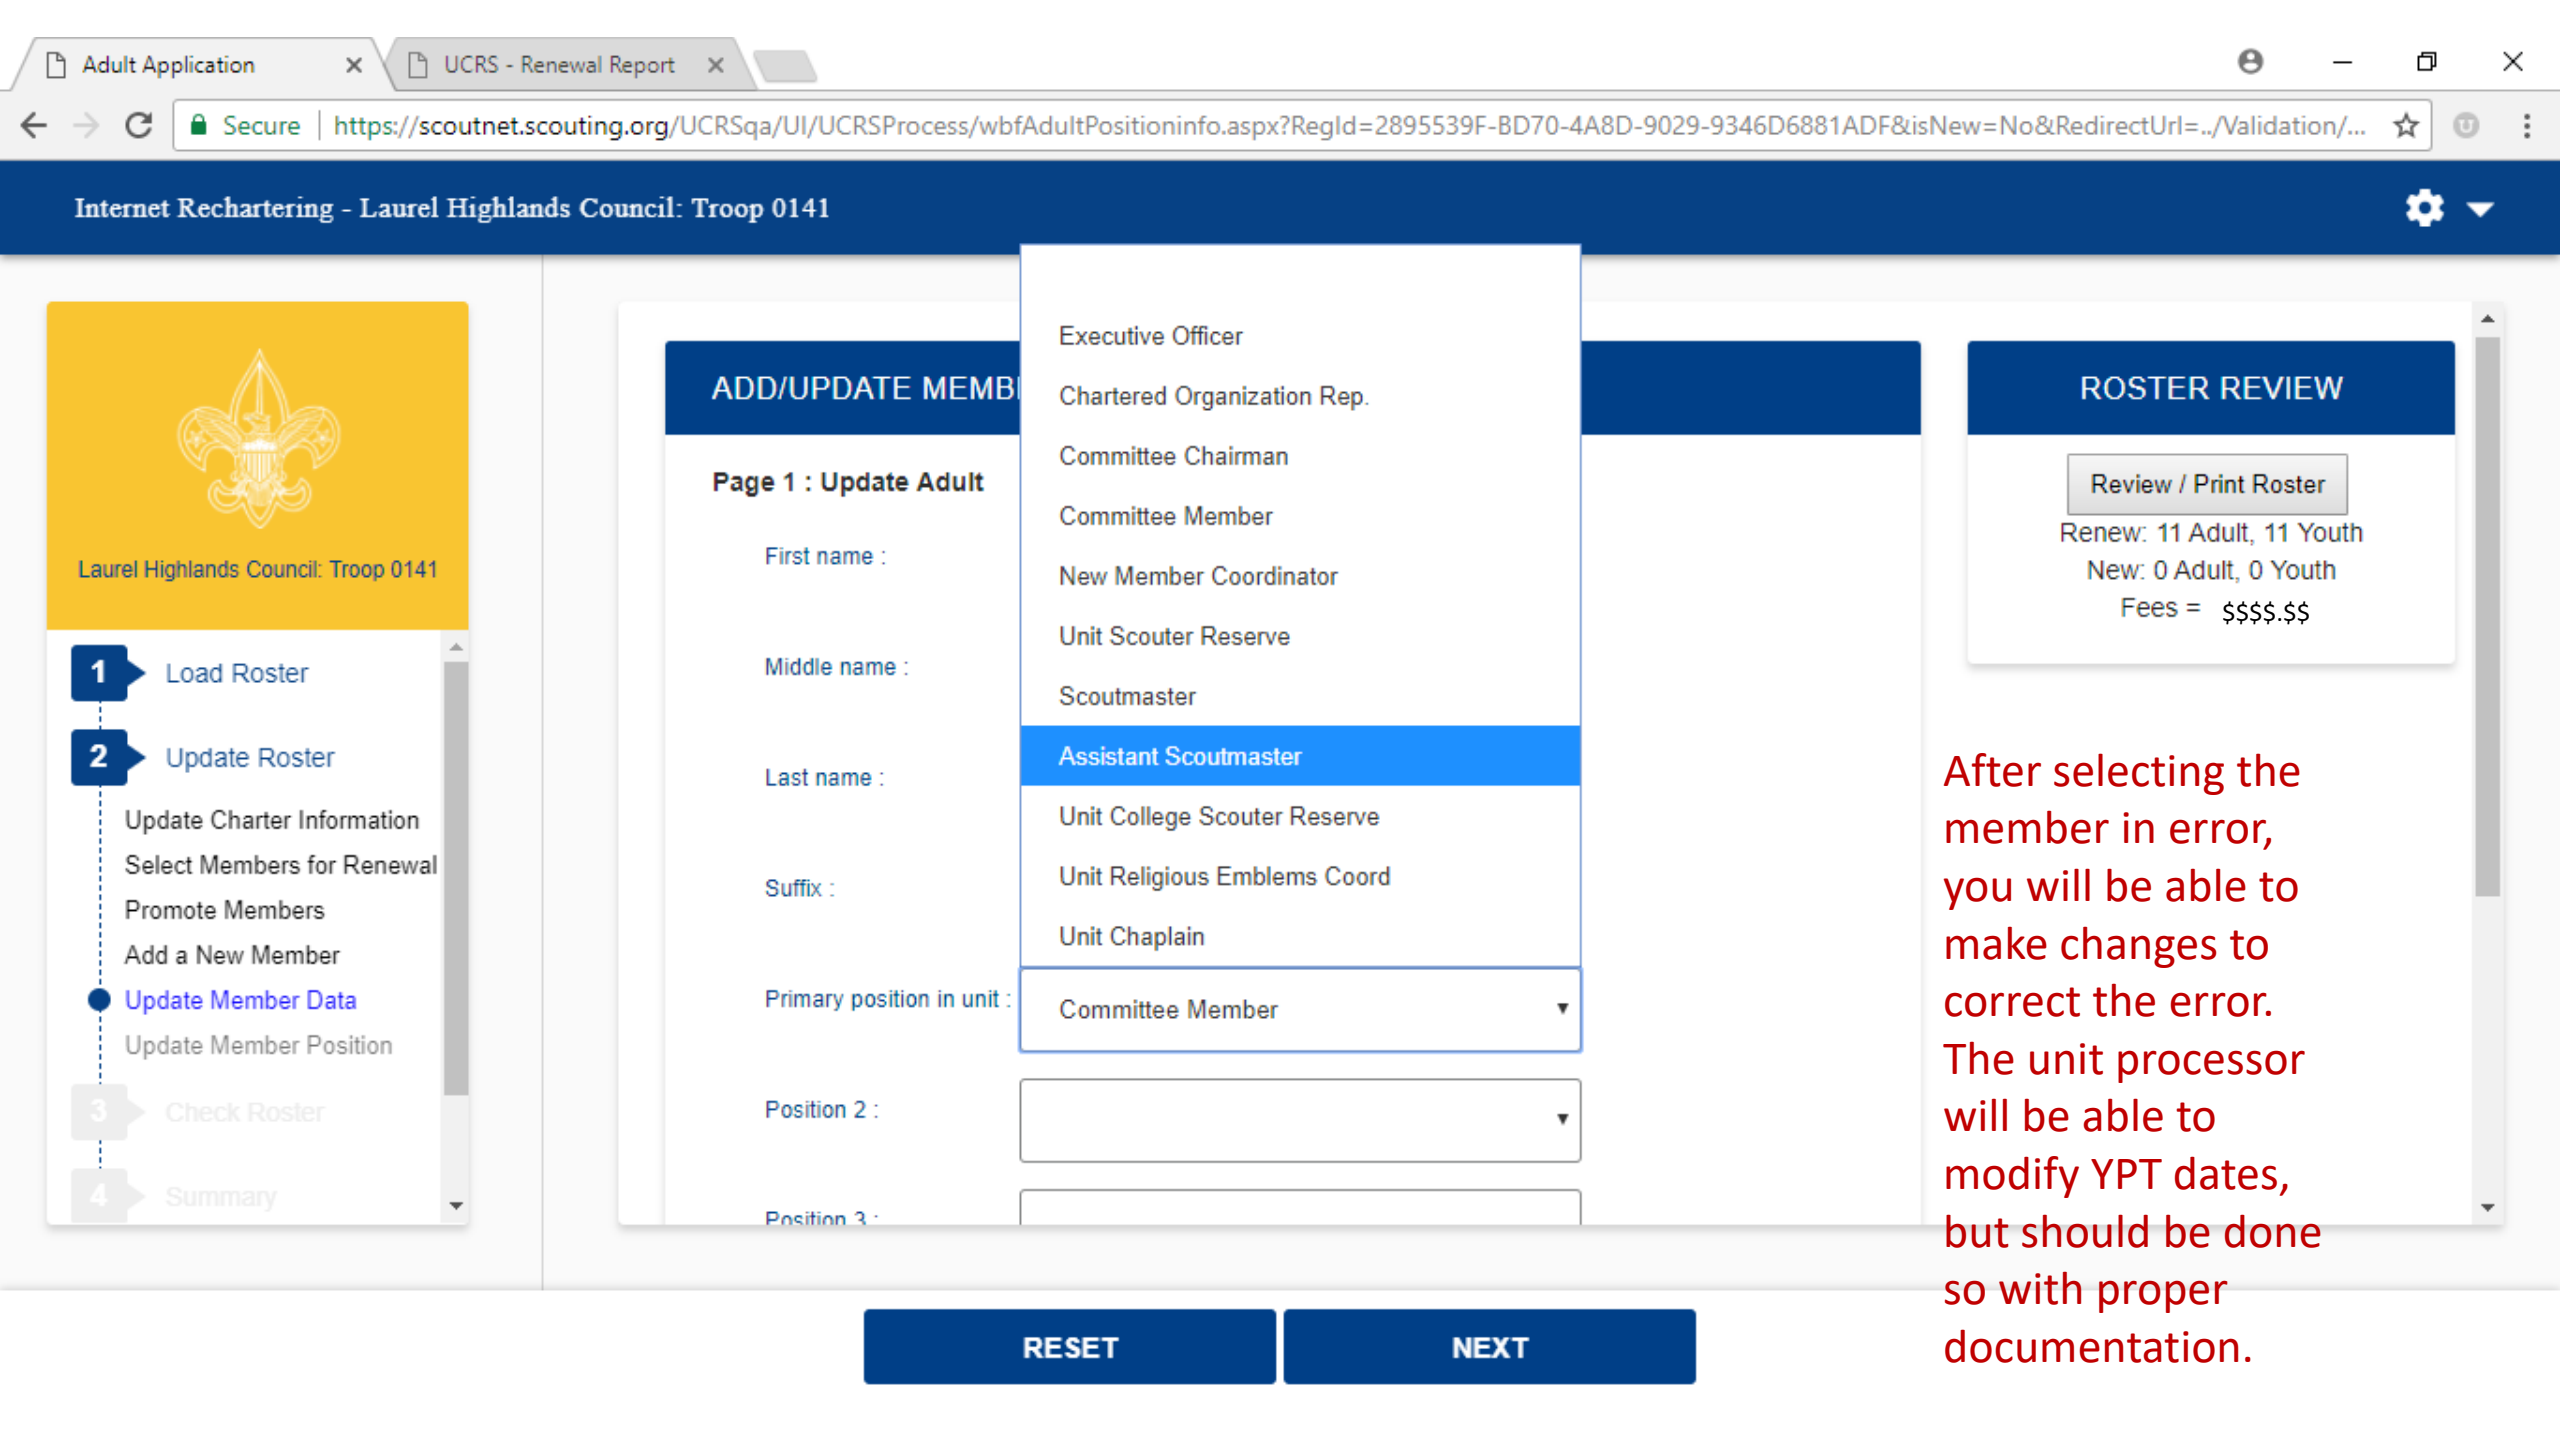 Adult Application
UCRS - Renewal Report
Secure | https://scoutnet.scouting.org/UCRSqa/UI/UCRSProcess/wbfAdultPositioninfo.aspx?RegId=2895539F-BD70-4A8D-9029-9346D6881ADF&isNew=No&RedirectUrl=../Validation/...
Internet Rechartering - Laurel Highlands Council: Troop 0141
Laurel Highlands Council: Troop 0141
1 Load Roster
2 Update Roster
Update Charter Information
Select Members for Renewal
Promote Members
Add a New Member
Update Member Data
Update Member Position
3 Check Roster
4 Summary
ADD/UPDATE MEMB
Page 1 : Update Adult
First name :
Middle name :
Last name :
Suffix :
Executive Officer
Chartered Organization Rep.
Committee Chairman
Committee Member
New Member Coordinator
Unit Scouter Reserve
Scoutmaster
Assistant Scoutmaster
Unit College Scouter Reserve
Unit Religious Emblems Coord
Unit Chaplain
Primary position in unit : Committee Member
Position 2 :
Position 3 :
ROSTER REVIEW
Review / Print Roster
Renew: 11 Adult, 11 Youth
New: 0 Adult, 0 Youth
Fees = $$$$.$$
After selecting the
member in error,
you will be able to
make changes to
correct the error.
The unit processor
will be able to
modify YPT dates,
but should be done
so with proper
documentation.
RESET
NEXT